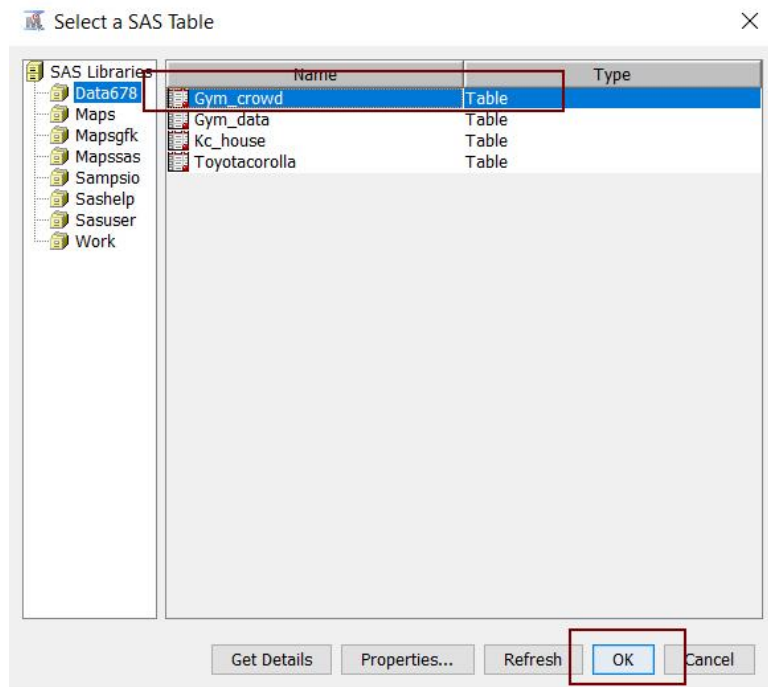 Select a SAS Table
SAS Libraries
Data678
Maps
Mapsgfk
Mapssas
Sampsio
Sashelp
Sasuser
Work
Name Type
Gym_crowd Table
Gym_data Table
Kc_house Table
Toyotacorolla Table
Get Details Properties... Refresh OK Cancel